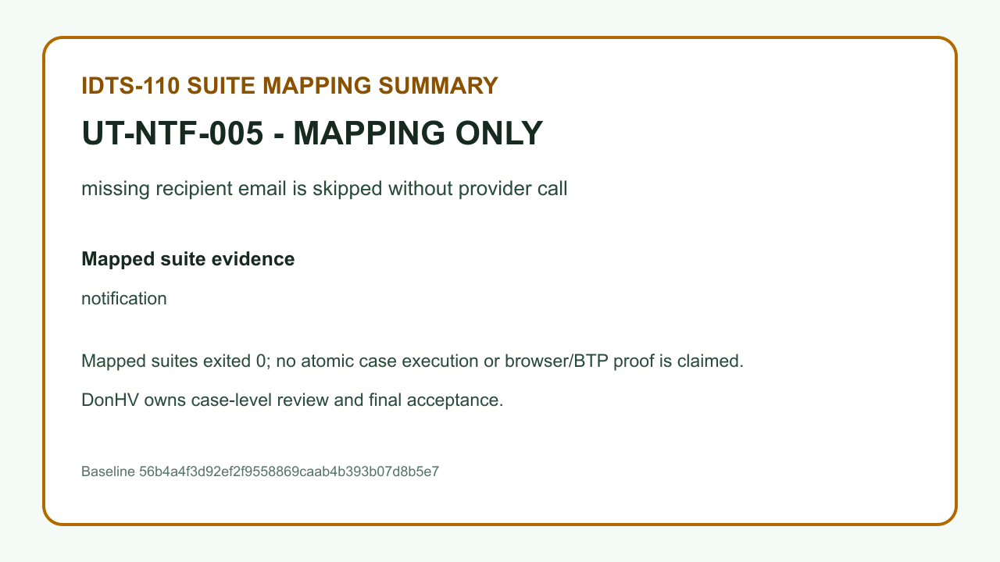 IDTS-110 SUITE MAPPING SUMMARY
UT-NTF-005 - MAPPING ONLY
missing recipient email is skipped without provider call
Mapped suite evidence
notification
Mapped suites exited 0; no atomic case execution or browser/BTP proof is claimed.
DonHV owns case-level review and final acceptance.
Baseline 56b4a4f3d92ef2f9558869caab4b393b07d8b5e7